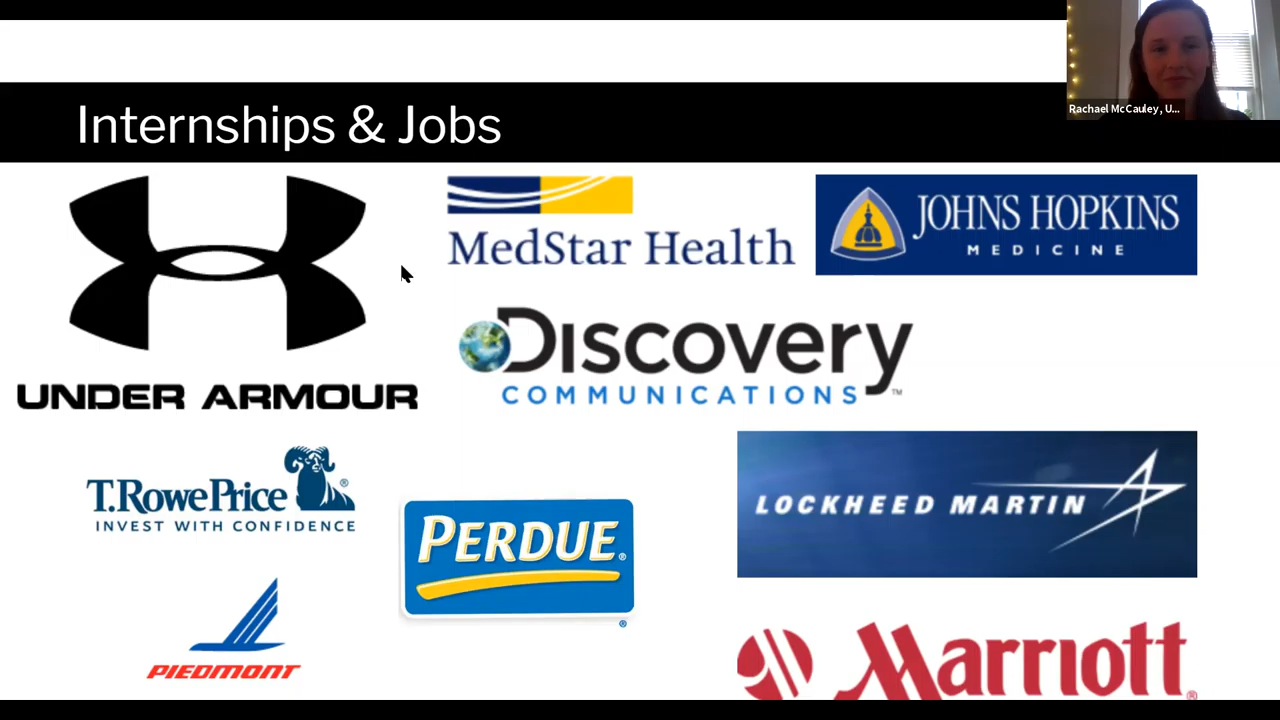 Rachael McCauley, U...
Internships & Jobs
UNDER ARMOUR
MedStar Health
JOHNS HOPKINS
MEDICINE
DISCOVERY
COMMUNICATIONS™
T.RowePrice®
INVEST WITH CONFIDENCE
PERDUE®
®
LOCKHEED MARTIN
PIEDMONT
Marriott®